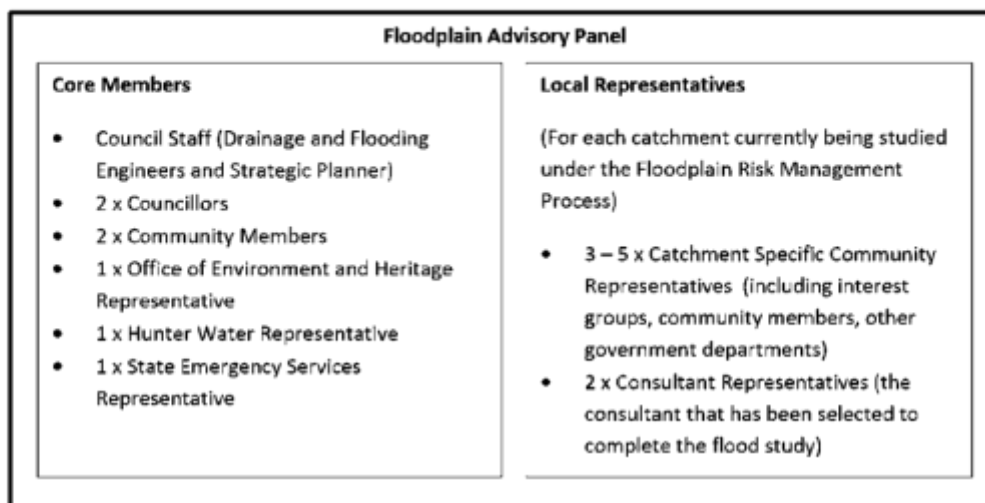 Floodplain Advisory Panel
Core Members
• Council Staff (Drainage and Flooding
Engineers and Strategic Planner)
• 2 x Councillors
• 2 x Community Members
• 1 x Office of Environment and Heritage
Representative
• 1 x Hunter Water Representative
• 1 x State Emergency Services
Representative
Local Representatives
(For each catchment currently being studied
under the Floodplain Risk Management
Process)
• 3 – 5 x Catchment Specific Community
Representatives (including interest
groups, community members, other
government departments)
• 2 x Consultant Representatives (the
consultant that has been selected to
complete the flood study)